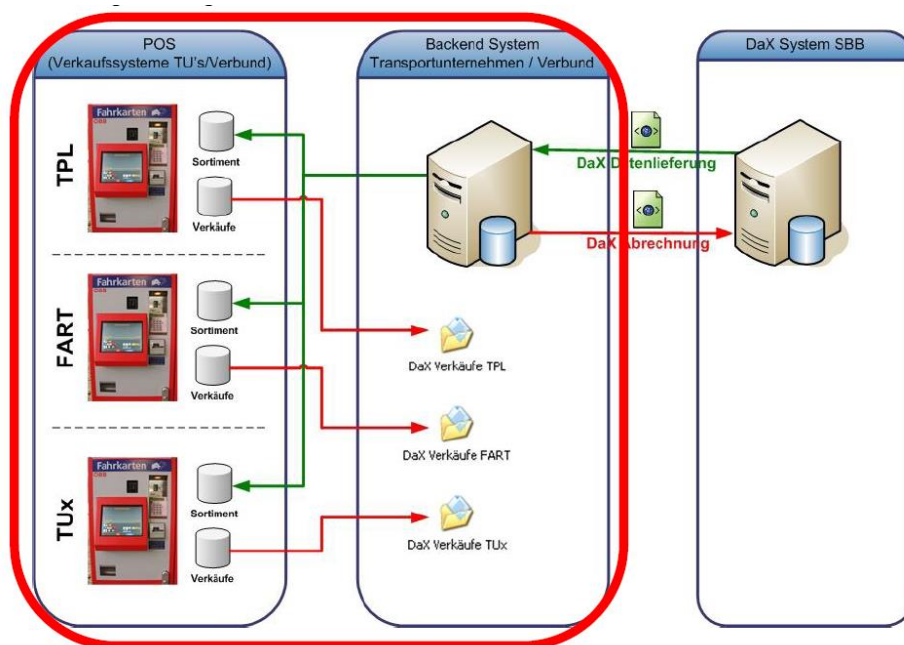 POS
(Verkaufssysteme TU's/Verbund)
Backend System
Transportunternehmen / Verbund
DaX System SBB
TPL
Fahrkarten
Sortiment
Verkäufe
DaX Datenlieferung
DaX Abrechnung
FART
Fahrkarten
Sortiment
Verkäufe
DaX Verkäufe TPL
DaX Verkäufe FART
TUx
Fahrkarten
Sortiment
Verkäufe
DaX Verkäufe TUx